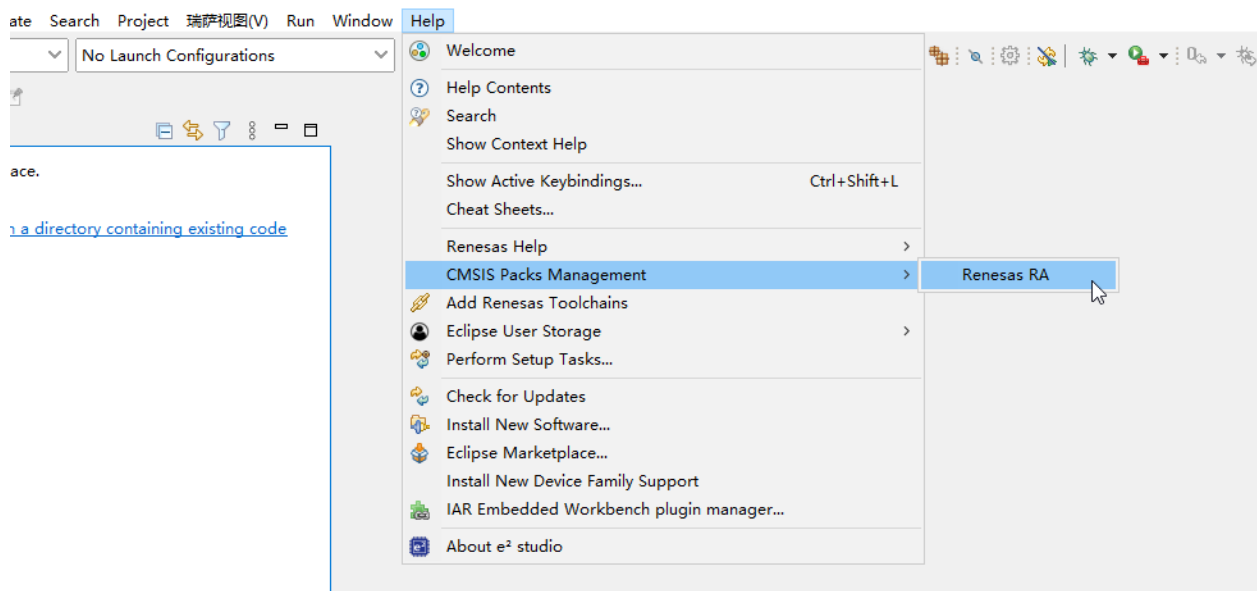 Search Project 瑞萨视图(V) Run Window Help
No Launch Configurations
Welcome
Help Contents
Search
Show Context Help
ace.
Show Active Keybindings... Ctrl+Shift+L
Cheat Sheets...
a directory containing existing code
Renesas Help
CMSIS Packs Management
Renesas RA
Add Renesas Toolchains
Eclipse User Storage
Perform Setup Tasks...
Check for Updates
Install New Software...
Eclipse Marketplace...
Install New Device Family Support
IAR Embedded Workbench plugin manager...
About e² studio